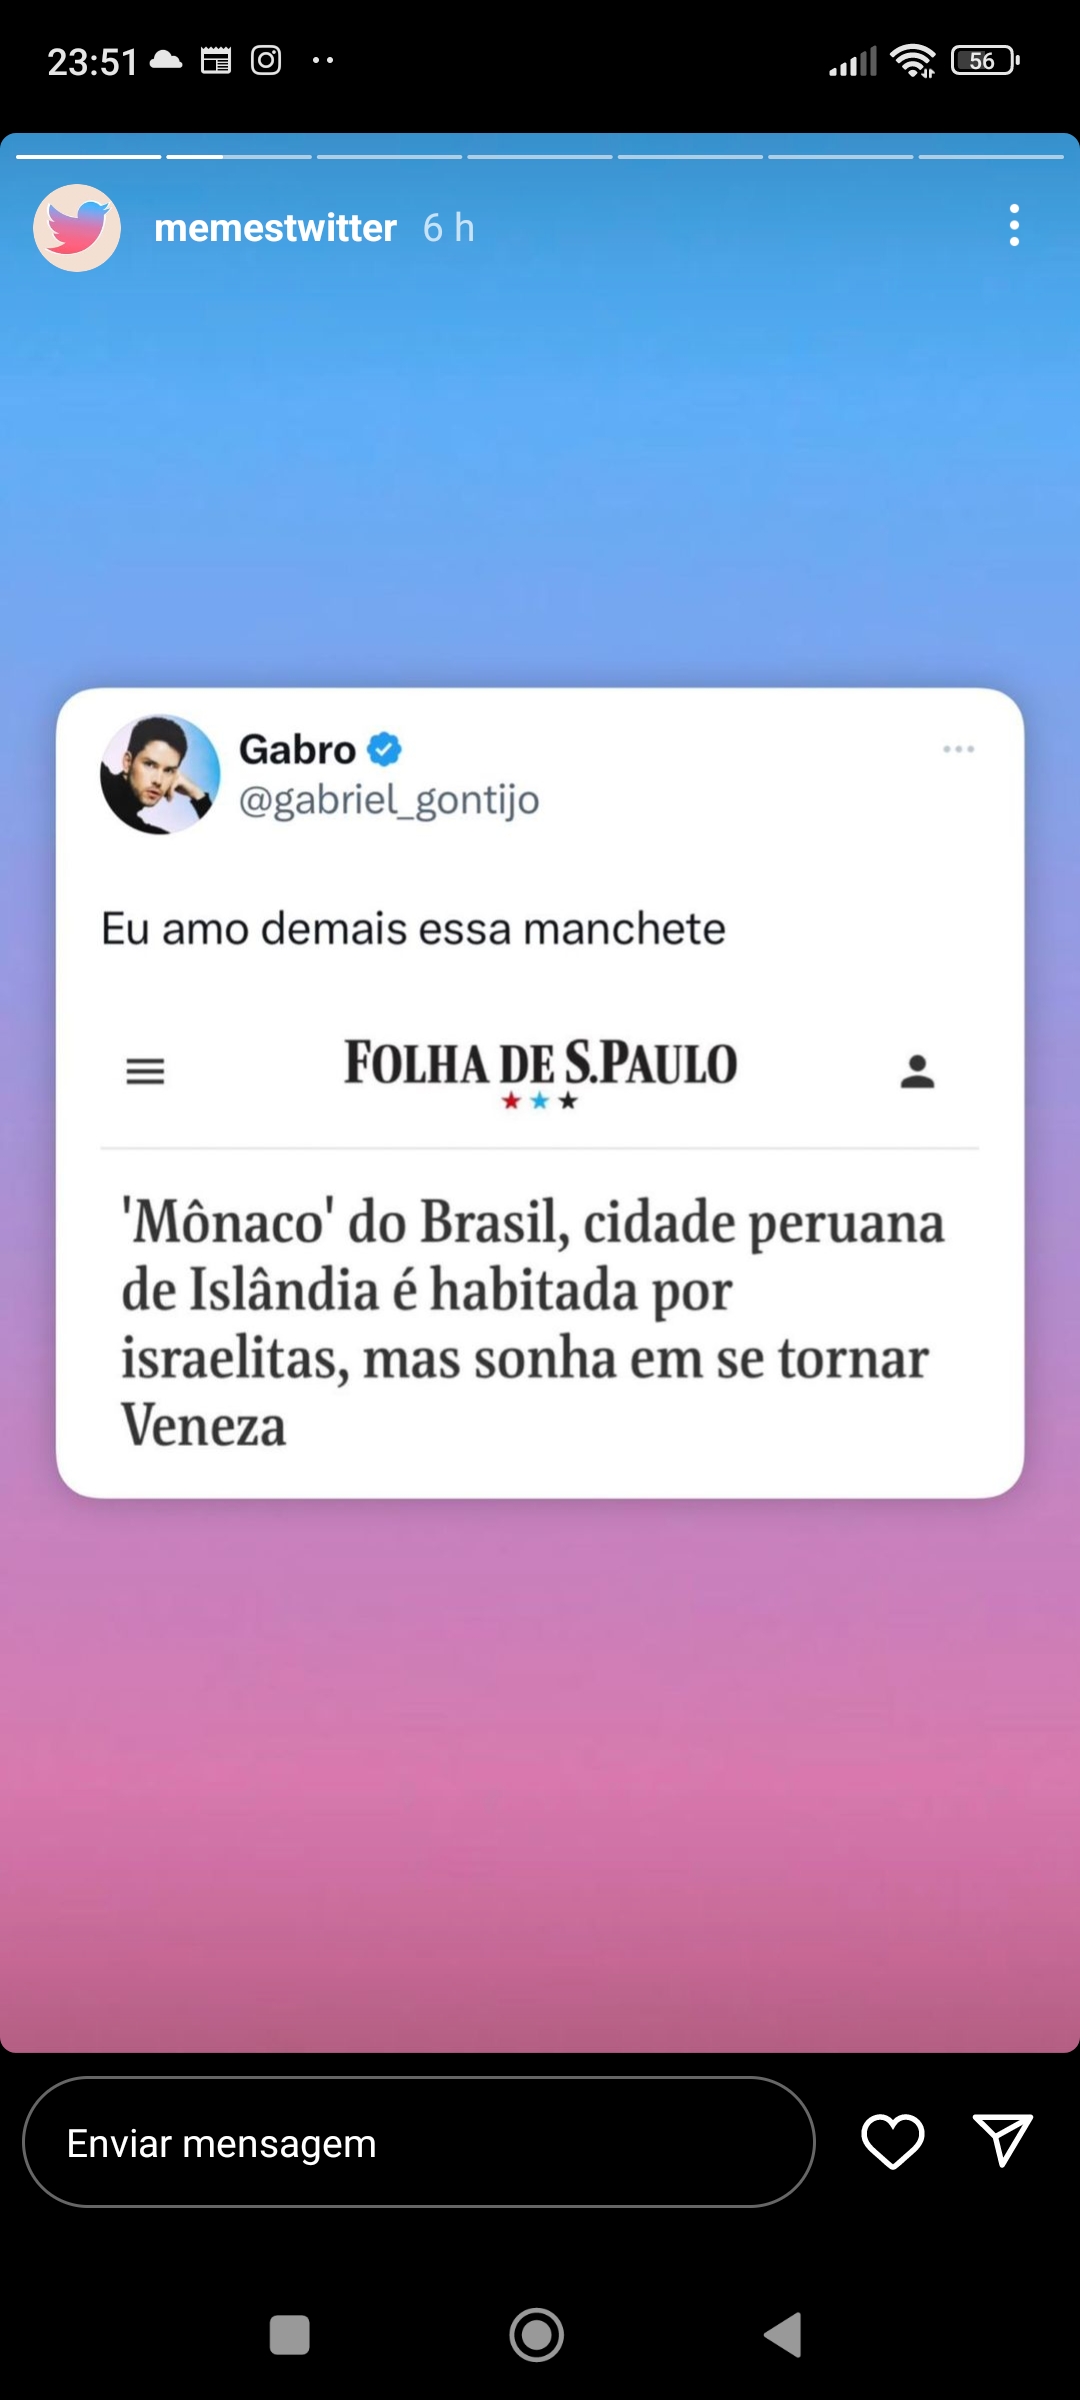 23:51
56
memestwitter 6 h
Gabro
@gabriel_gontijo
Eu amo demais essa manchete
FOLHA DE S.PAULO
'Mônaco' do Brasil, cidade peruana
de Islândia é habitada por
israelitas, mas sonha em se tornar
Veneza
Enviar mensagem